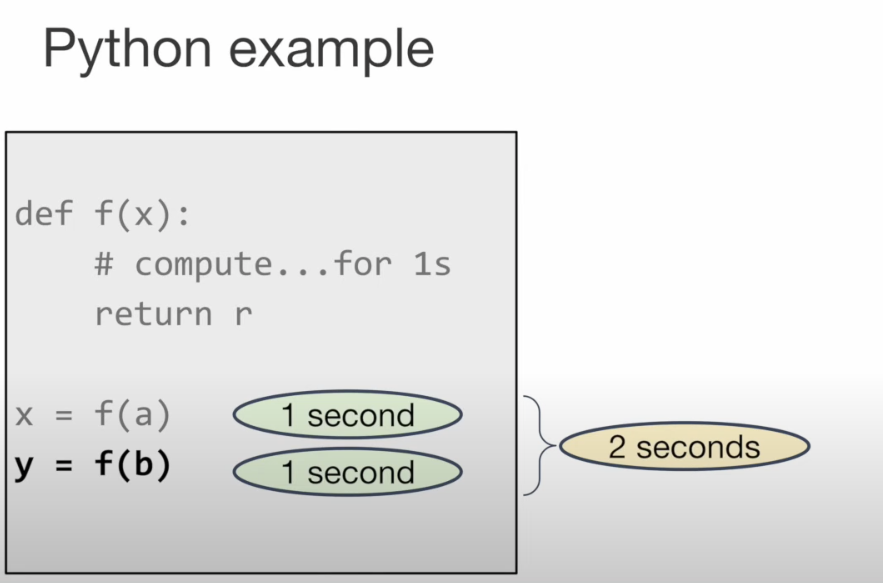 Python example
def f(x):
    # compute...for 1s
    return r
x = f(a)
1 second
y = f(b)
1 second
2 seconds